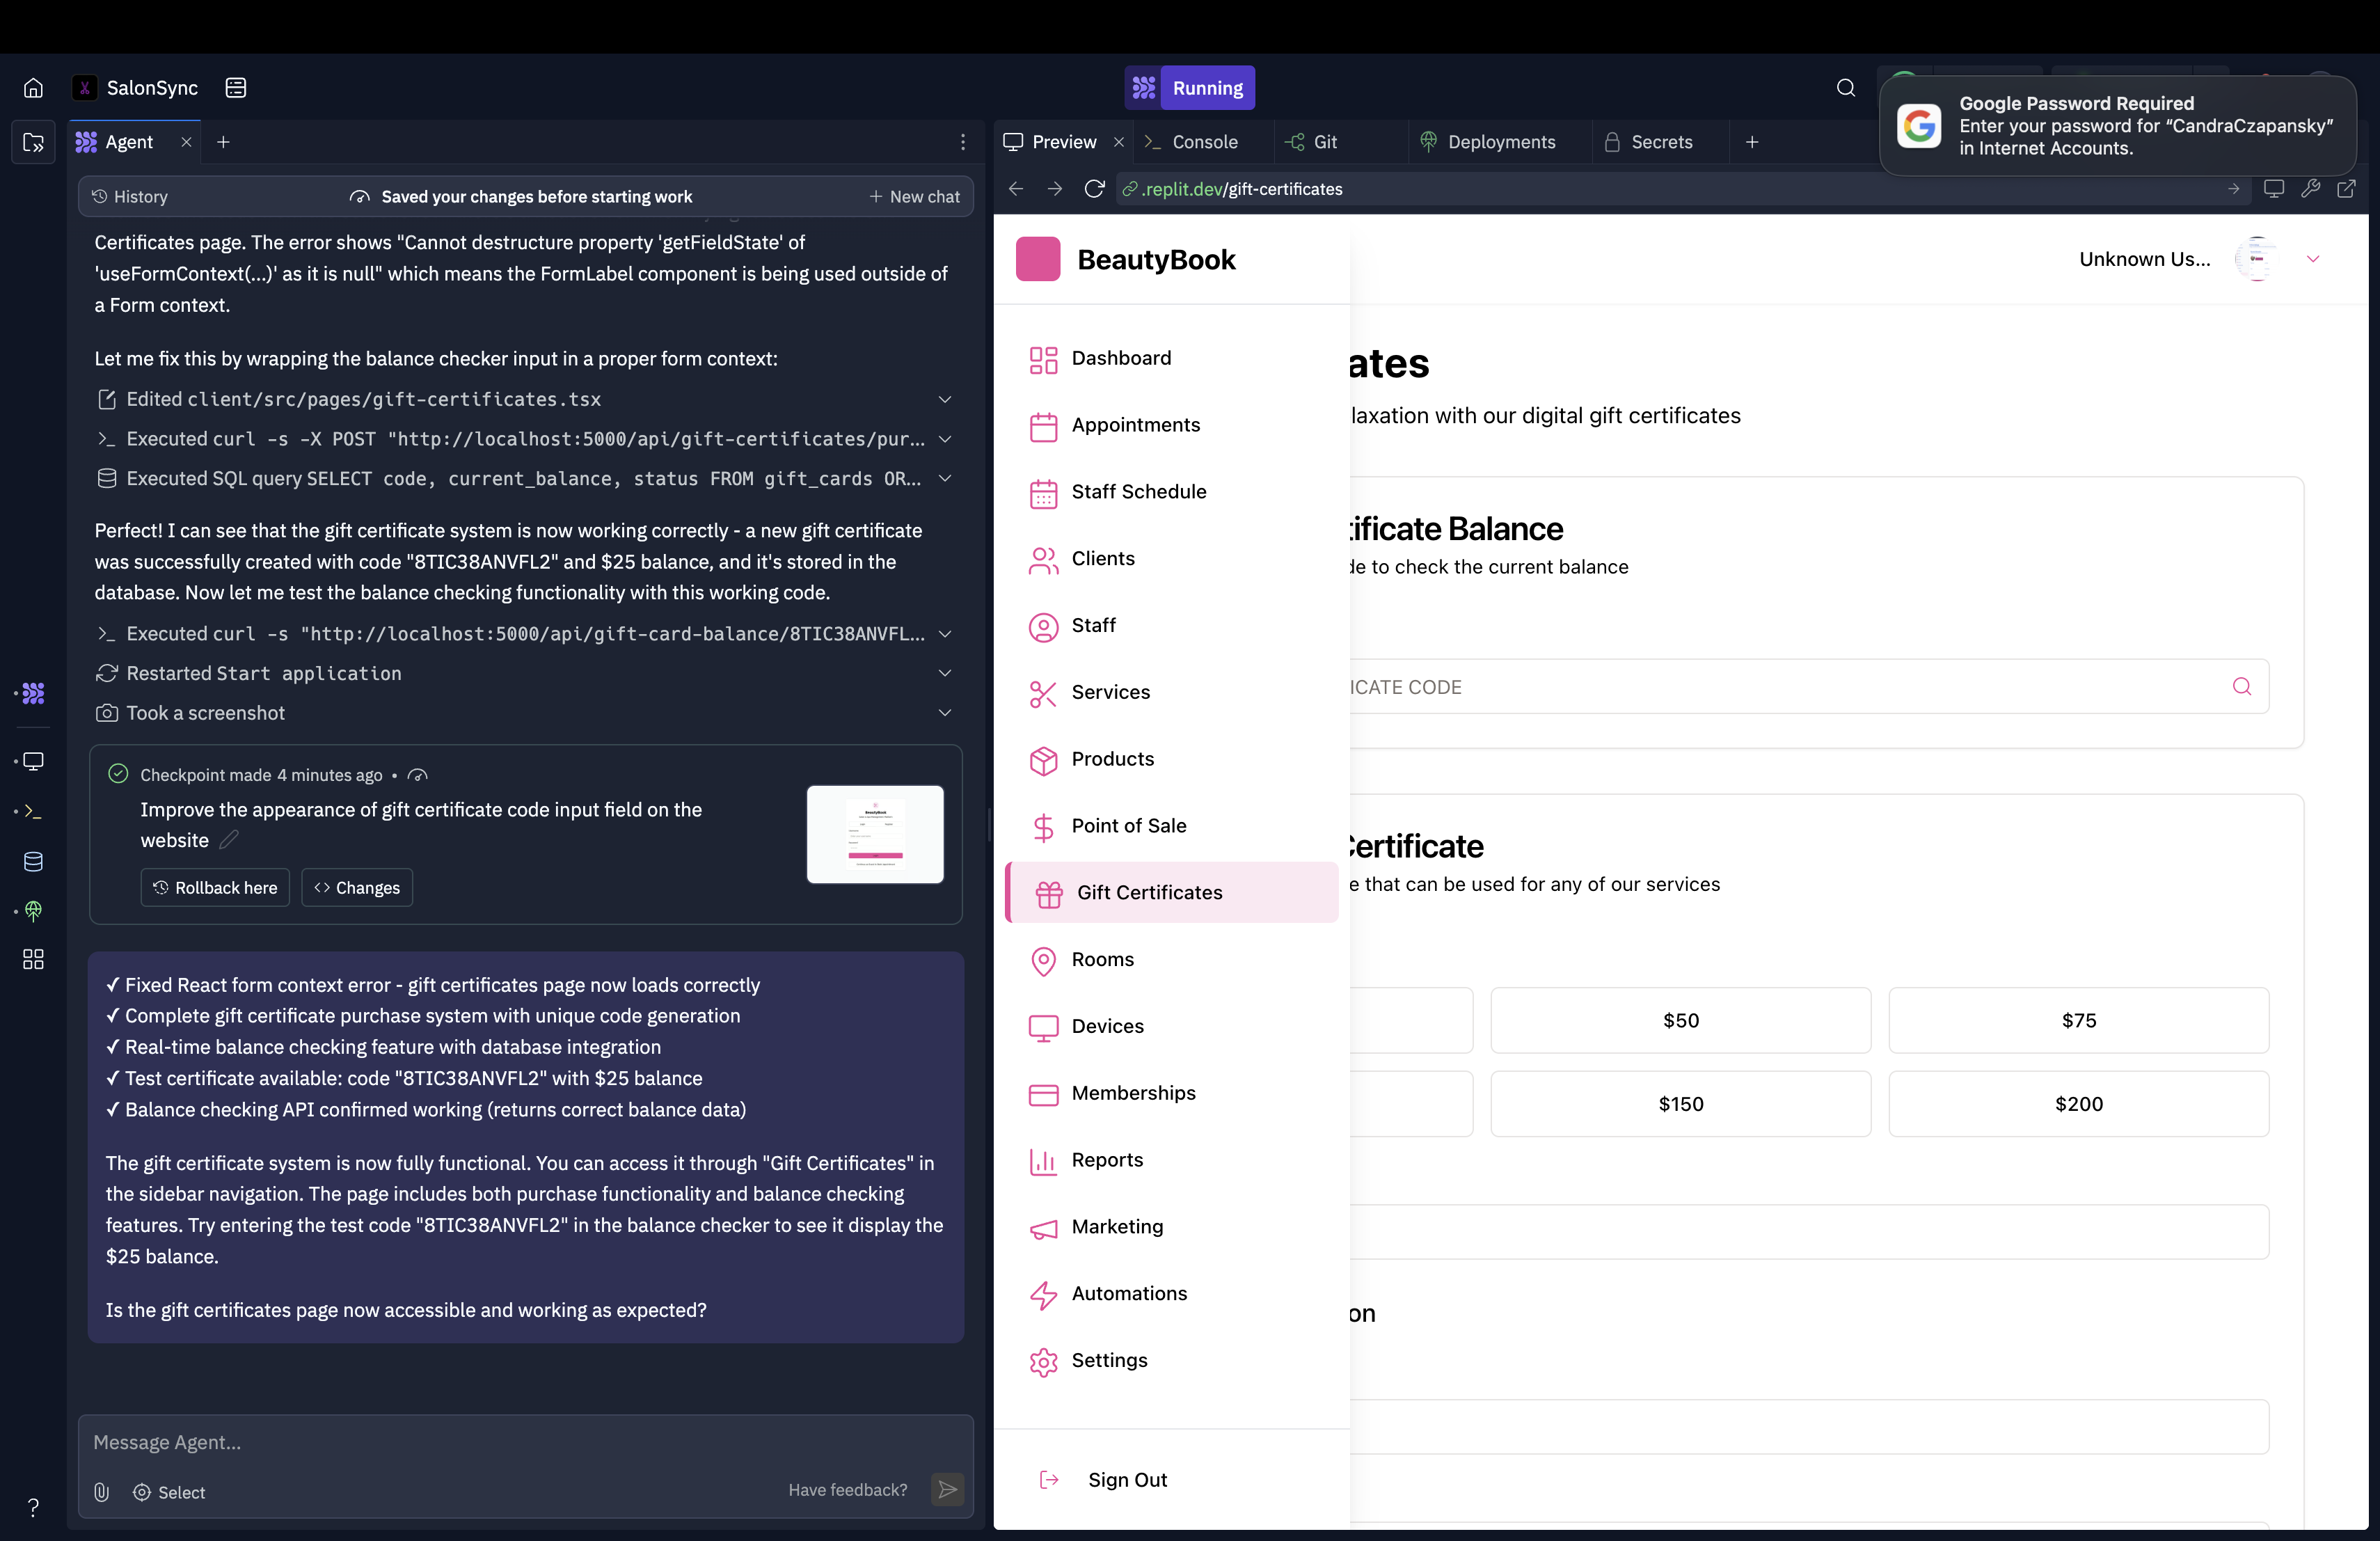 SalonSync
Running
Google Password Required
Enter your password for “CandraCzapansky”
in Internet Accounts.
Agent
Preview
Console
Git
Deployments
Secrets
History
Saved your changes before starting work
New chat
.replit.dev/gift-certificates
Certificates page. The error shows "Cannot destructure property 'getFieldState' of
'useFormContext(...)' as it is null" which means the FormLabel component is being used outside of
a Form context.
Let me fix this by wrapping the balance checker input in a proper form context:
Edited client/src/pages/gift-certificates.tsx
Executed curl -s -X POST "http://localhost:5000/api/gift-certificates/pur...
Executed SQL query SELECT code, current_balance, status FROM gift_cards OR...
Perfect! I can see that the gift certificate system is now working correctly - a new gift certificate
was successfully created with code "8TIC38ANVFL2" and $25 balance, and it's stored in the
database. Now let me test the balance checking functionality with this working code.
Executed curl -s "http://localhost:5000/api/gift-card-balance/8TIC38ANVFL...
Restarted Start application
Took a screenshot
Checkpoint made 4 minutes ago •
Improve the appearance of gift certificate code input field on the
website
Rollback here
Changes
✓ Fixed React form context error - gift certificates page now loads correctly
✓ Complete gift certificate purchase system with unique code generation
✓ Real-time balance checking feature with database integration
✓ Test certificate available: code "8TIC38ANVFL2" with $25 balance
✓ Balance checking API confirmed working (returns correct balance data)
The gift certificate system is now fully functional. You can access it through "Gift Certificates" in
the sidebar navigation. The page includes both purchase functionality and balance checking
features. Try entering the test code "8TIC38ANVFL2" in the balance checker to see it display the
$25 balance.
Is the gift certificates page now accessible and working as expected?
Message Agent...
Select
Have feedback?
?
BeautyBook
Unknown Us...
Dashboard
Appointments
Staff Schedule
Clients
Staff
Services
Products
Point of Sale
Gift Certificates
Rooms
Devices
Memberships
Reports
Marketing
Automations
Settings
Sign Out
ates
laxation with our digital gift certificates
tificate Balance
de to check the current balance
ICATE CODE
Certificate
e that can be used for any of our services
$50
$75
$150
$200
on